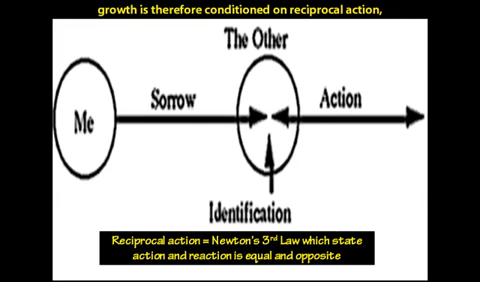 growth is therefore conditioned on reciprocal action,
The Other
Sorrow
Action
Me
Identification
Reciprocal action = Newton's 3rd Law which state
action and reaction is equal and opposite